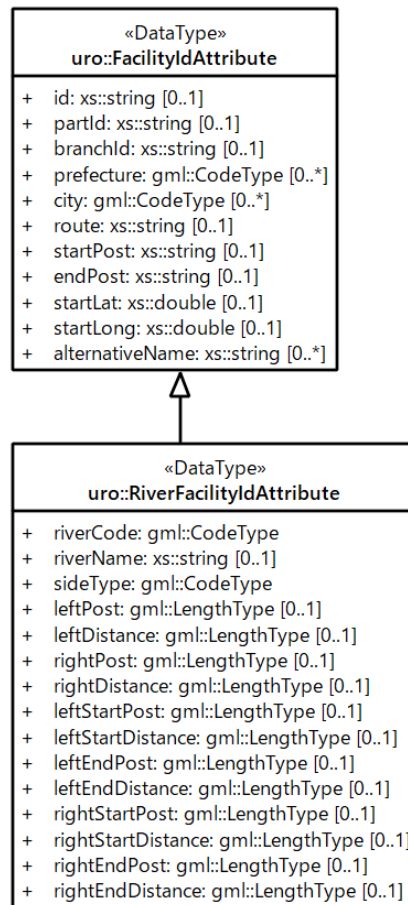 «DataType»
uro::FacilityIdAttribute
+ id: xs::string [0..1]
+ partId: xs::string [0..1]
+ branchId: xs::string [0..1]
+ prefecture: gml::CodeType [0..*]
+ city: gml::CodeType [0..*]
+ route: xs::string [0..1]
+ startPost: xs::string [0..1]
+ endPost: xs::string [0..1]
+ startLat: xs::double [0..1]
+ startLong: xs::double [0..1]
+ alternativeName: xs::string [0..*]
«DataType»
uro::RiverFacilityIdAttribute
+ riverCode: gml::CodeType
+ riverName: xs::string [0..1]
+ sideType: gml::CodeType
+ leftPost: gml::LengthType [0..1]
+ leftDistance: gml::LengthType [0..1]
+ rightPost: gml::LengthType [0..1]
+ rightDistance: gml::LengthType [0..1]
+ leftStartPost: gml::LengthType [0..1]
+ leftStartDistance: gml::LengthType [0..1]
+ leftEndPost: gml::LengthType [0..1]
+ leftEndDistance: gml::LengthType [0..1]
+ rightStartPost: gml::LengthType [0..1]
+ rightStartDistance: gml::LengthType [0..1]
+ rightEndPost: gml::LengthType [0..1]
+ rightEndDistance: gml::LengthType [0..1]